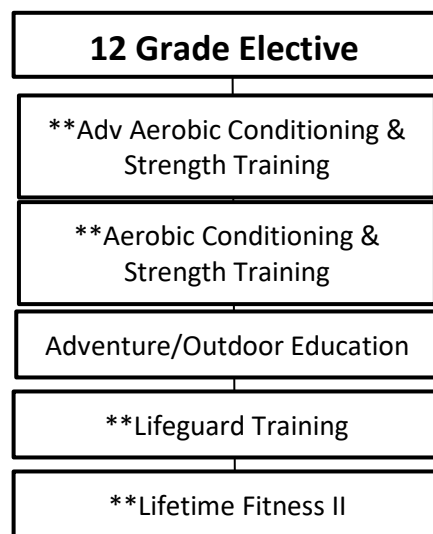 12 Grade Elective
**Adv Aerobic Conditioning &
Strength Training
**Aerobic Conditioning &
Strength Training
Adventure/Outdoor Education
**Lifeguard Training
**Lifetime Fitness II